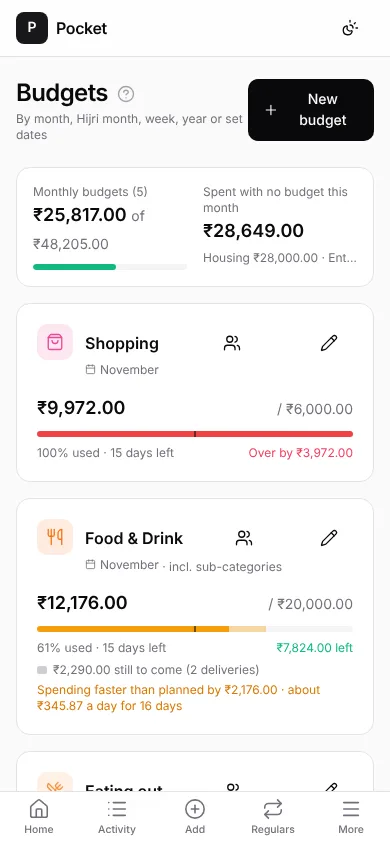 P Pocket
Budgets
By month, Hijri month, week, year or set
dates
New
budget
Monthly budgets (5)
₹25,817.00 of
₹48,205.00
Spent with no budget this
month
₹28,649.00
Housing ₹28,000.00 · Ent...
Shopping
November
₹9,972.00 / ₹6,000.00
100% used · 15 days left Over by ₹3,972.00
Food & Drink
November · incl. sub-categories
₹12,176.00 / ₹20,000.00
61% used · 15 days left ₹7,824.00 left
₹2,290.00 still to come (2 deliveries)
Spending faster than planned by ₹2,176.00 · about
₹345.87 a day for 16 days
Eating out
Home Activity Add Regulars More